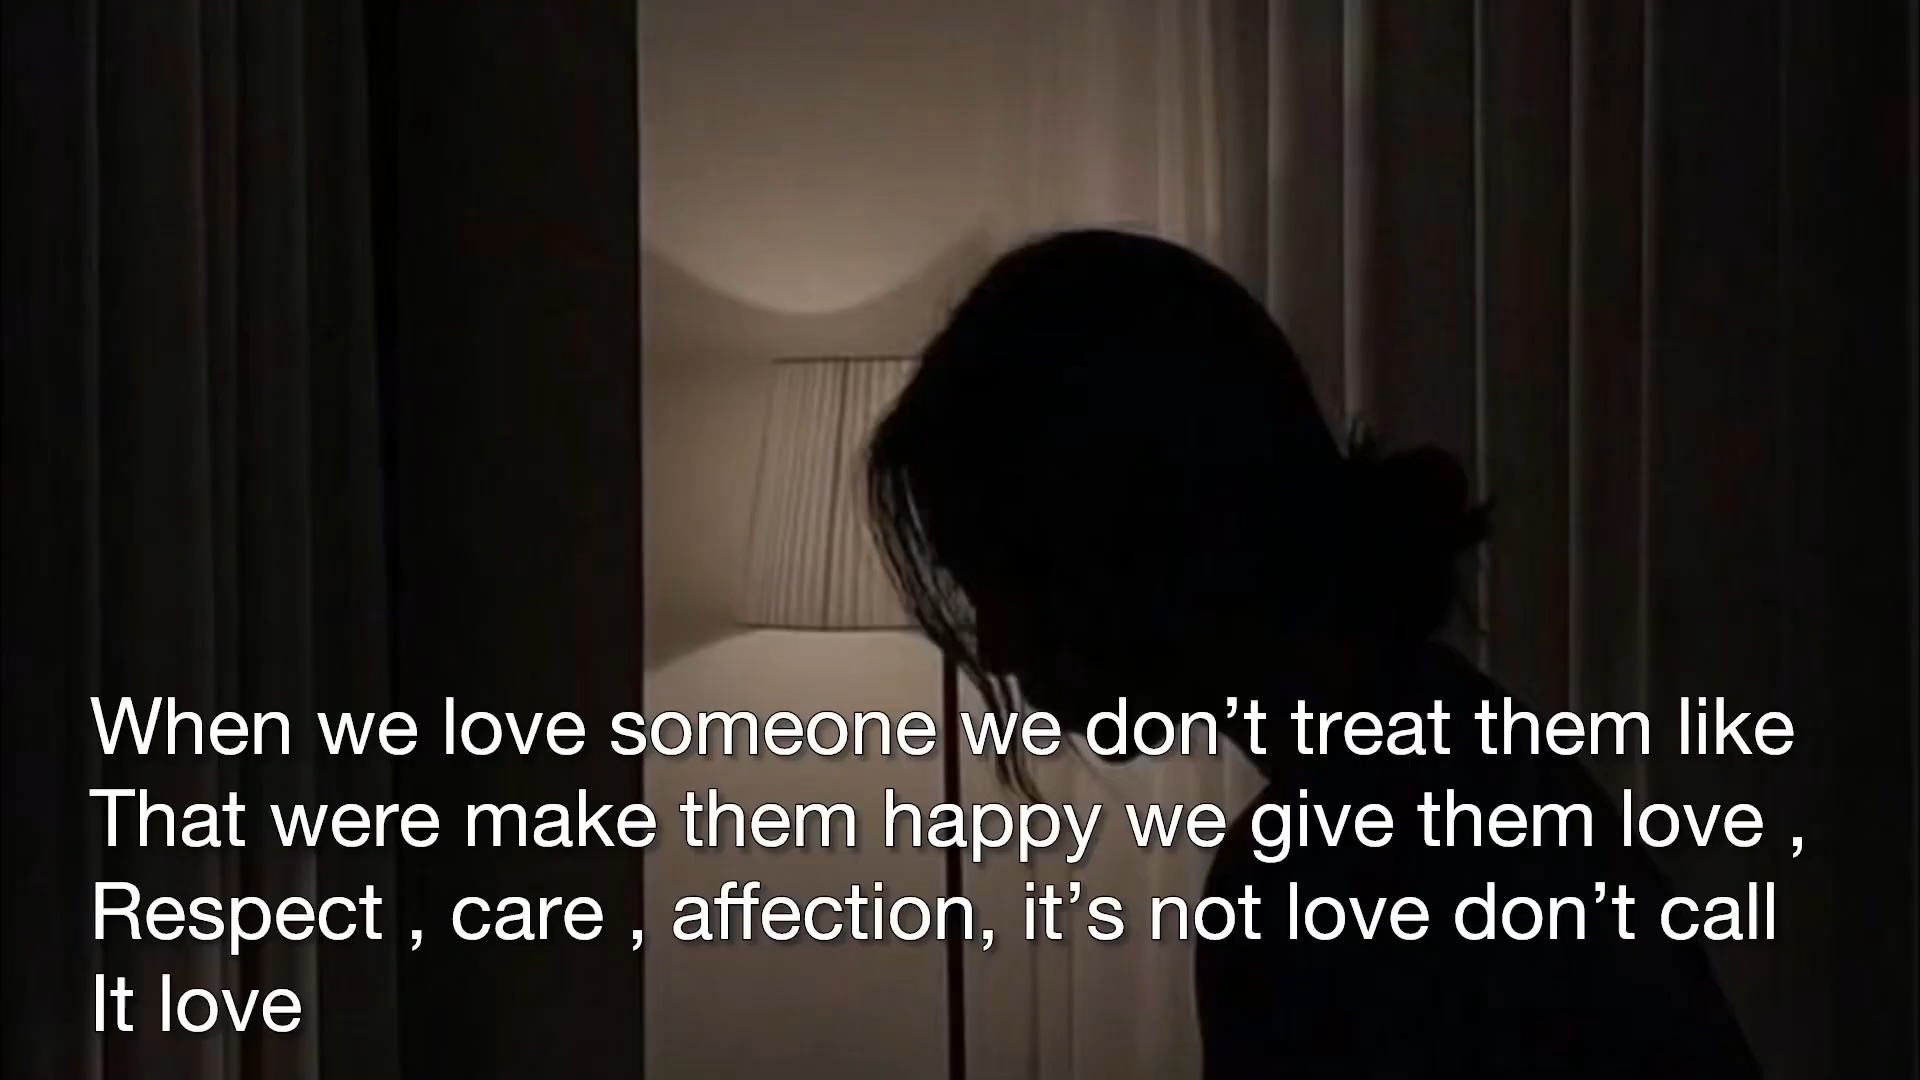 When we love someone we don’t treat them like
That were make them happy we give them love ,
Respect , care , affection, it’s not love don’t call
It love